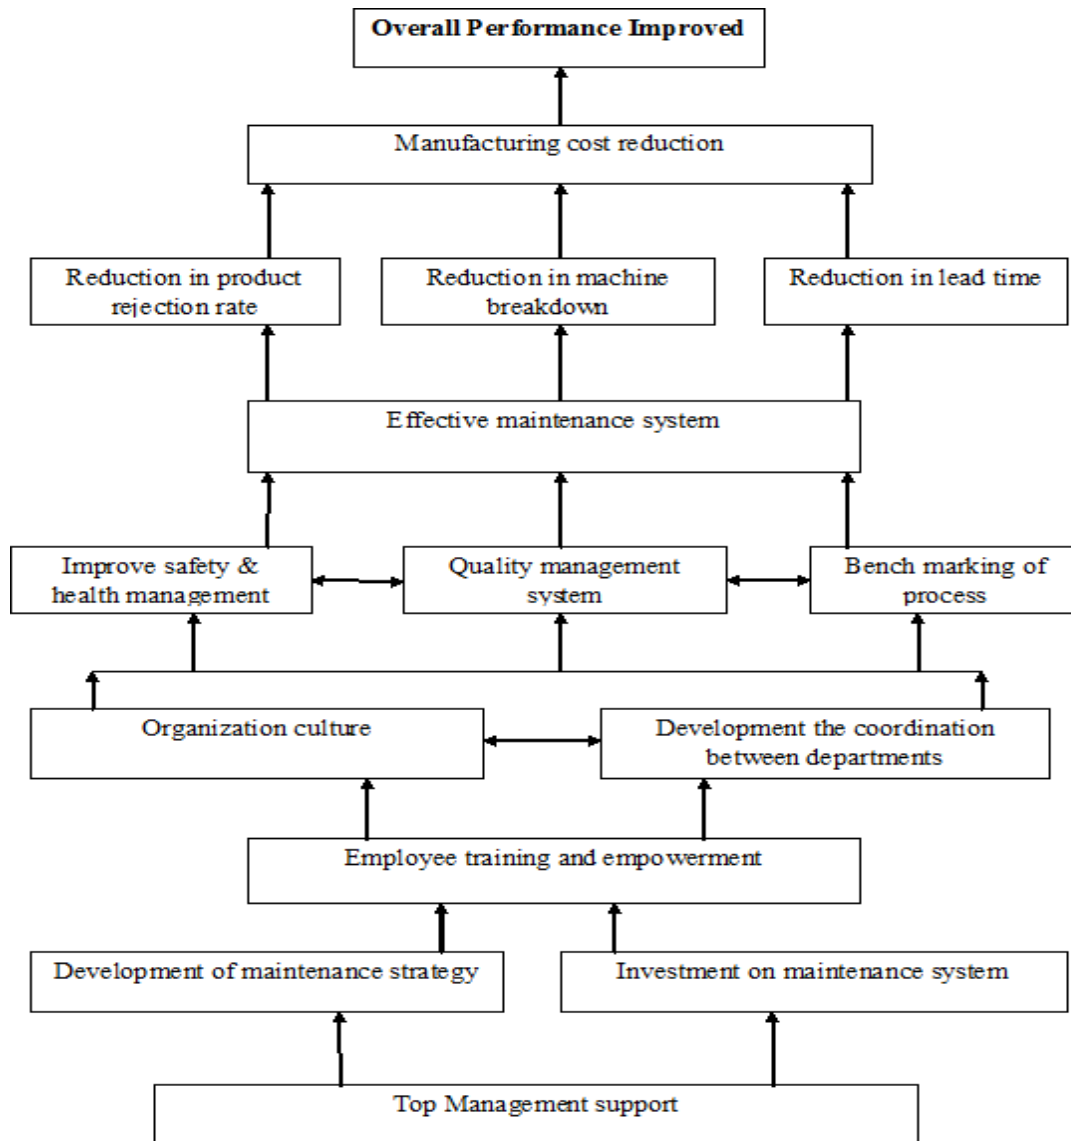 Overall Performance Improved
Manufacturing cost reduction
Reduction in product
rejection rate
Reduction in machine
breakdown
Reduction in lead time
Effective maintenance system
Improve safety &
health management
Quality management
system
Bench marking of
process
Organization culture
Development the coordination
between departments
Employee training and empowerment
Development of maintenance strategy
Investment on maintenance system
Top Management support